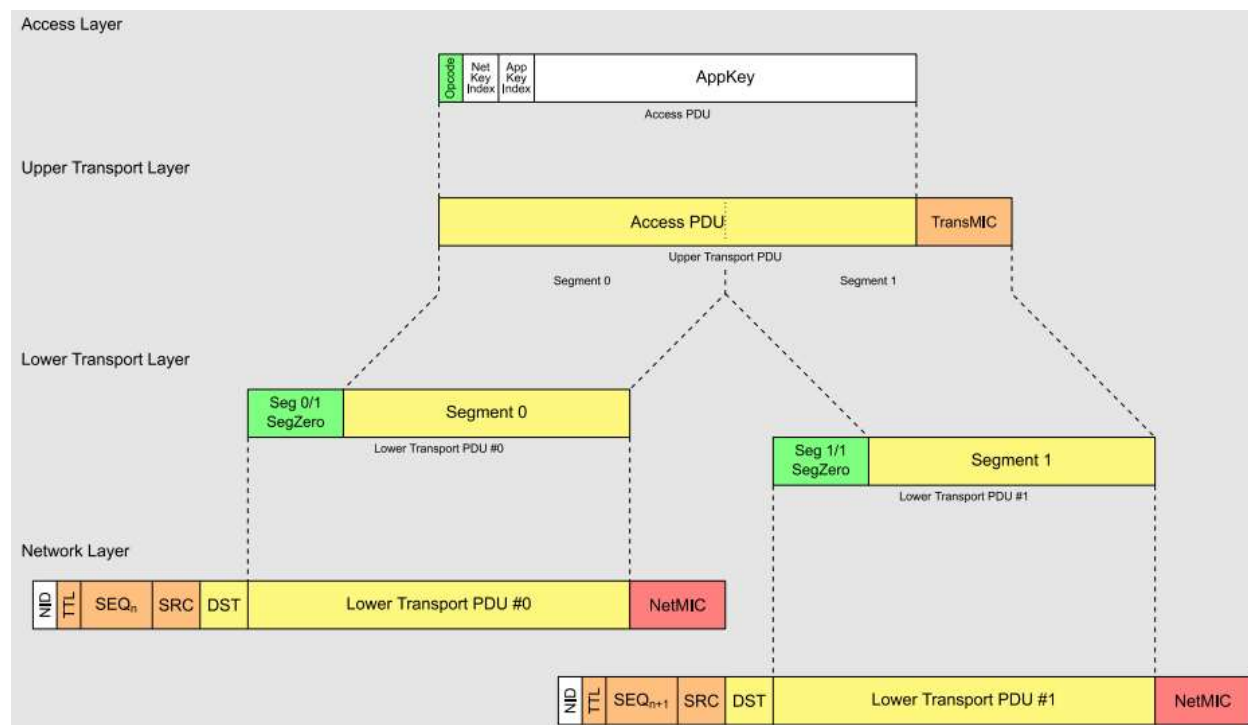 Access Layer
Opcode
Net
Key
Index
App
Key
Index
AppKey
Access PDU
Upper Transport Layer
Access PDU
TransMIC
Upper Transport PDU
Segment 0
Segment 1
Lower Transport Layer
Seg 0/1
SegZero
Segment 0
Lower Transport PDU #0
Seg 1/1
SegZero
Segment 1
Lower Transport PDU #1
Network Layer
NID
TTL
SEQn
SRC
DST
Lower Transport PDU #0
NetMIC
NID
TTL
SEQn+1
SRC
DST
Lower Transport PDU #1
NetMIC